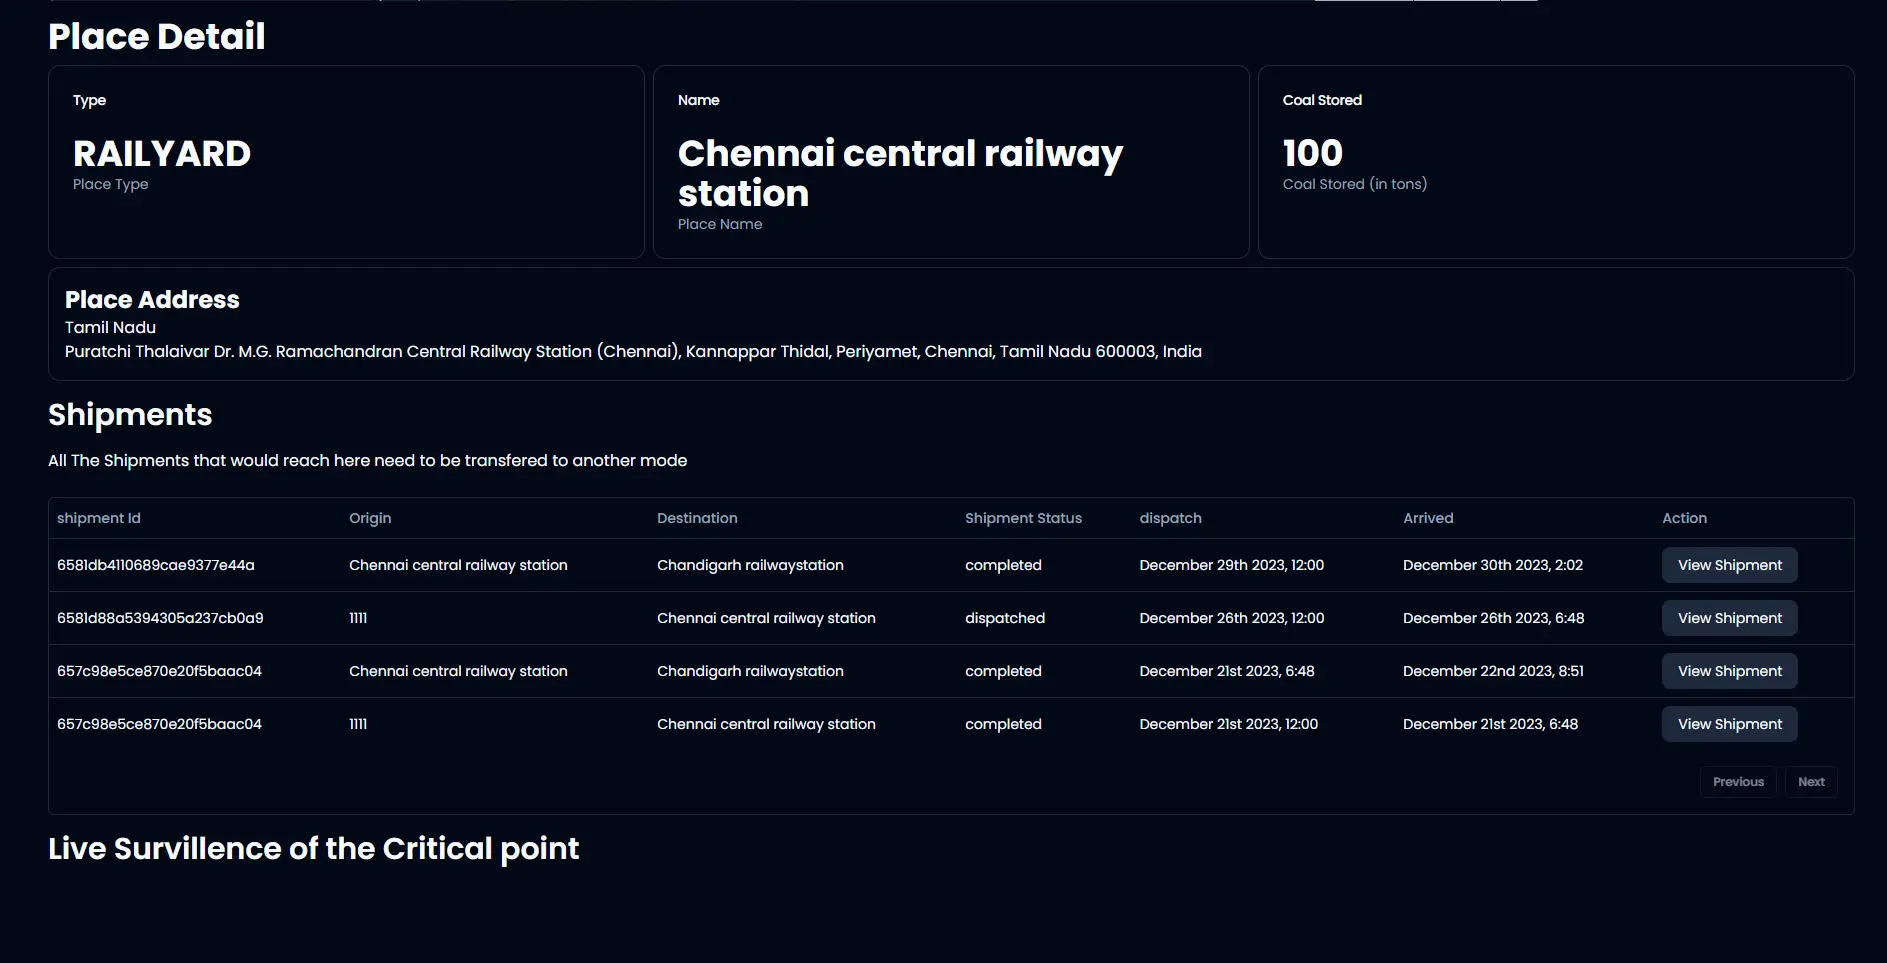 Place Detail
Type
RAILYARD
Place Type
Name
Chennai central railway
station
Place Name
Coal Stored
100
Coal Stored (in tons)
Place Address
Tamil Nadu
Puratchi Thalaivar Dr. M.G. Ramachandran Central Railway Station (Chennai), Kannappar Thidal, Periyamet, Chennai, Tamil Nadu 600003, India
Shipments
All The Shipments that would reach here need to be transfered to another mode
shipment Id Origin Destination Shipment Status dispatch Arrived Action
6581db4110689cae9377e44a Chennai central railway station Chandigarh railwaystation completed December 29th 2023, 12:00 December 30th 2023, 2:02 View Shipment
6581d88a5394305a237cb0a9 1111 Chennai central railway station dispatched December 26th 2023, 12:00 December 26th 2023, 6:48 View Shipment
657c98e5ce870e20f5baac04 Chennai central railway station Chandigarh railwaystation completed December 21st 2023, 6:48 December 22nd 2023, 8:51 View Shipment
657c98e5ce870e20f5baac04 1111 Chennai central railway station completed December 21st 2023, 12:00 December 21st 2023, 6:48 View Shipment
Previous Next
Live Survillence of the Critical point